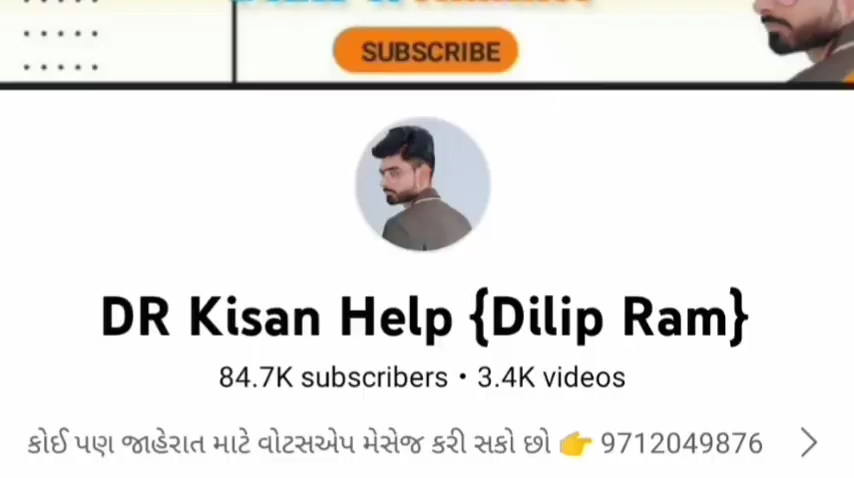 SUBSCRIBE
DR Kisan Help {Dilip Ram}
84.7K subscribers • 3.4K videos
કોઈ પણ જાહેરાત માટે વોટસએપ મેસેજ કરી સકો છો 👉 9712049876